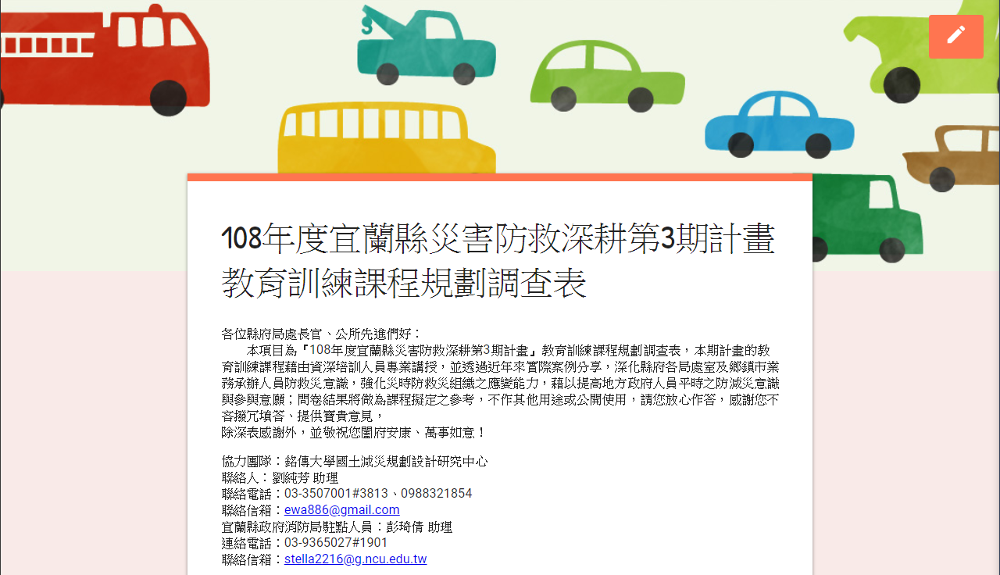 108年度宜蘭縣災害防救深耕第3期計畫
教育訓練課程規劃調查表
各位縣府局處長官、公所先進們好：
本項目為『108年度宜蘭縣災害防救深耕第3期計畫』教育訓練課程規劃調查表，本期計畫的教
育訓練課程藉由資深培訓人員專業講授，並透過近年來實際案例分享，深化縣府各局處室及鄉鎮市業
務承辦人員防救災意識，強化災時防救災組織之應變能力，藉以提高地方政府人員平時之防減災意識
與參與意願；問卷結果將做為課程擬定之參考，不作其他用途或公開使用，請您放心作答，感謝您不
吝撥冗填答、提供寶貴意見，
除深表感謝外，並敬祝您闔府安康、萬事如意！
協力團隊：銘傳大學國土減災規劃設計研究中心
聯絡人：劉純芳 助理
聯絡電話：03-3507001#3813、0988321854
聯絡信箱：ewa886@gmail.com
宜蘭縣政府消防局駐點人員：彭琦倩 助理
連絡電話：03-9365027#1901
聯絡信箱：stella2216@g.ncu.edu.tw